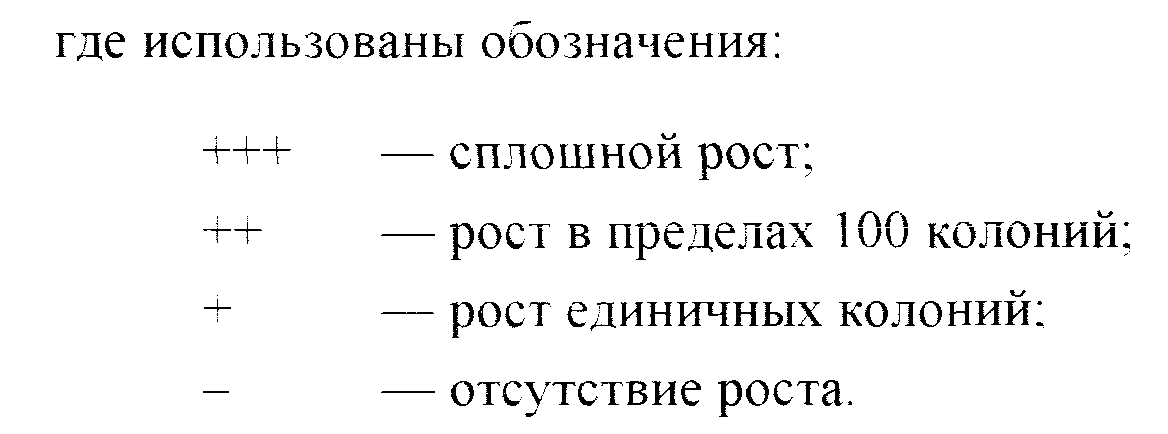 где использованы обозначения:
+++ — сплошной рост;
++ — рост в пределах 100 колоний;
+ — рост единичных колоний;
– — отсутствие роста.